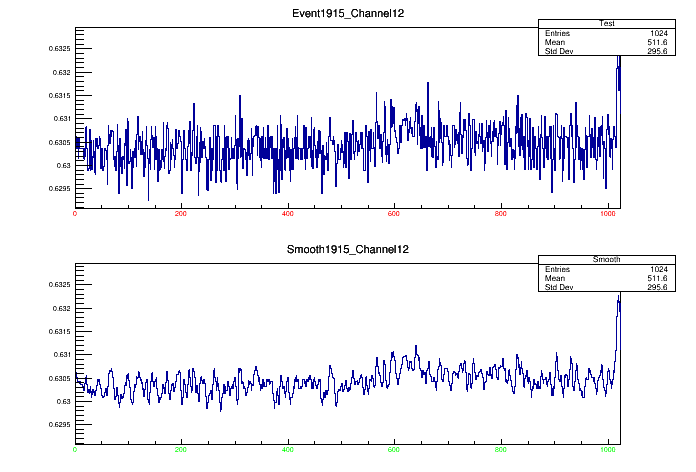 Event1915_Channel12
Test
Entries 1024
Mean 511.6
Std Dev 295.6
0.6325
0.632
0.6315
0.631
0.6305
0.63
0.6295
0 200 400 600 800 1000
Smooth1915_Channel12
Smooth
Entries 1024
Mean 511.6
Std Dev 295.6
0.6325
0.632
0.6315
0.631
0.6305
0.63
0.6295
0 200 400 600 800 1000